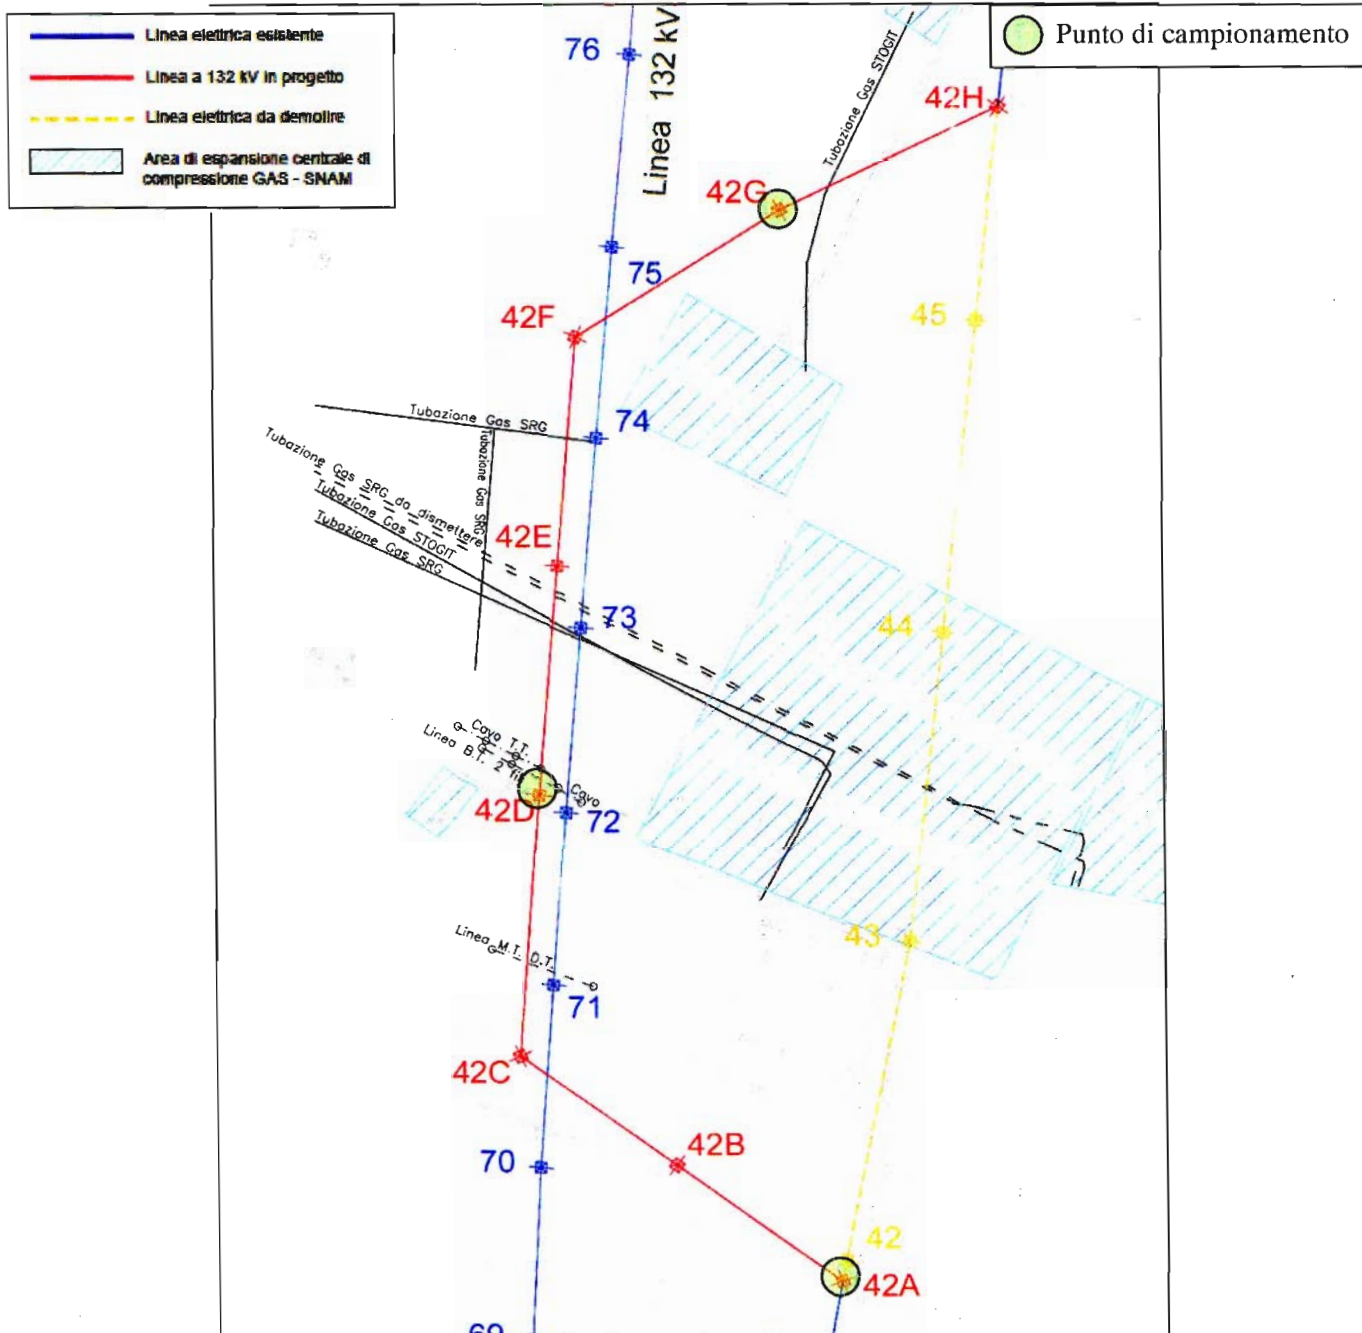 Linea elettrica esistente
Linea a 132 kV in progetto
Linea elettrica da demolire
Area di espansione centrale di
compressione GAS - SNAM
Punto di campionamento
76
Linea 132 kV
Tubazione Gas STOGIT
42H
42G
75
42F
45
Tubazione Gas SRG
74
Tubazione Gas SRG da dismettere
Tubazione Gas SRG
Tubazione Gas STOGIT
Tubazione Gas SRG
42E
73
44
Cavo T.T.
Linea B.T. 2 fili
Cavo
42D
72
43
Linea M.T. D.T.
71
42C
42B
70
42
42A
69